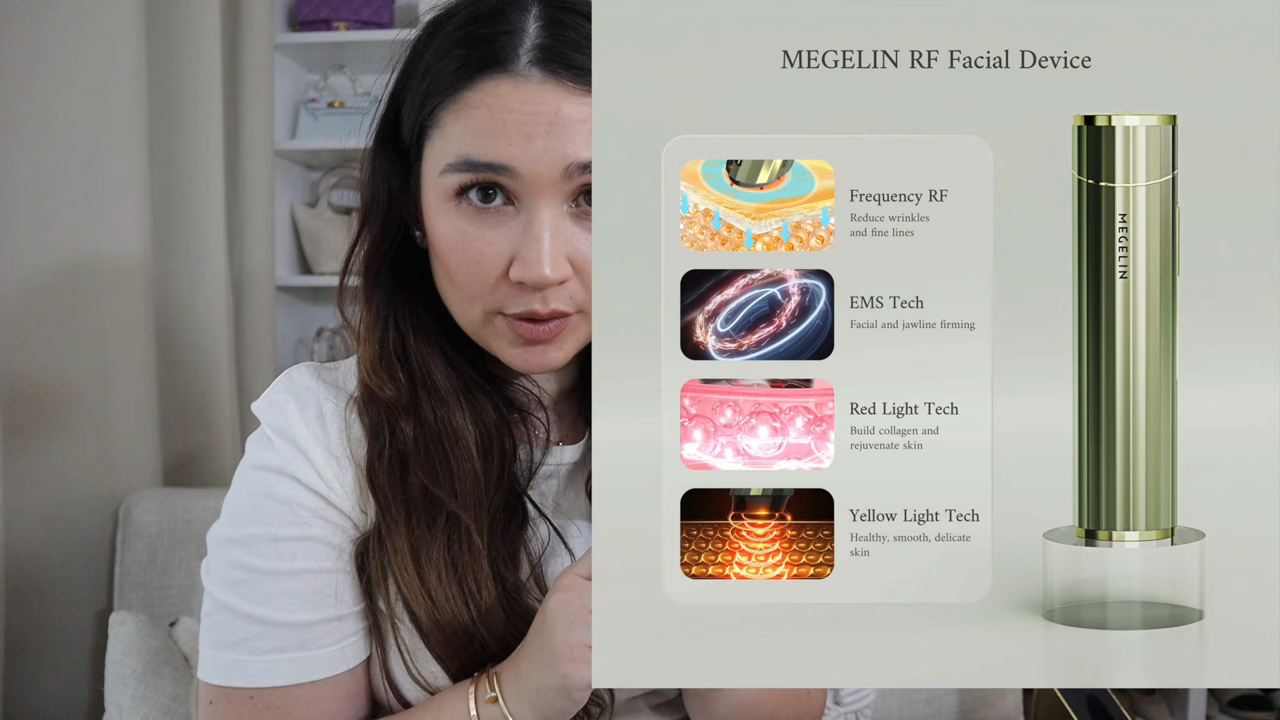 MEGELIN RF Facial Device
Frequency RF
Reduce wrinkles
and fine lines
EMS Tech
Facial and jawline firming
Red Light Tech
Build collagen and
rejuvenate skin
Yellow Light Tech
Healthy, smooth, delicate
skin
MEGELIN